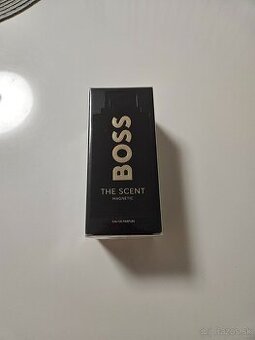 BOSS
THE SCENT
MAGNETIC
EAU DE PARFUM